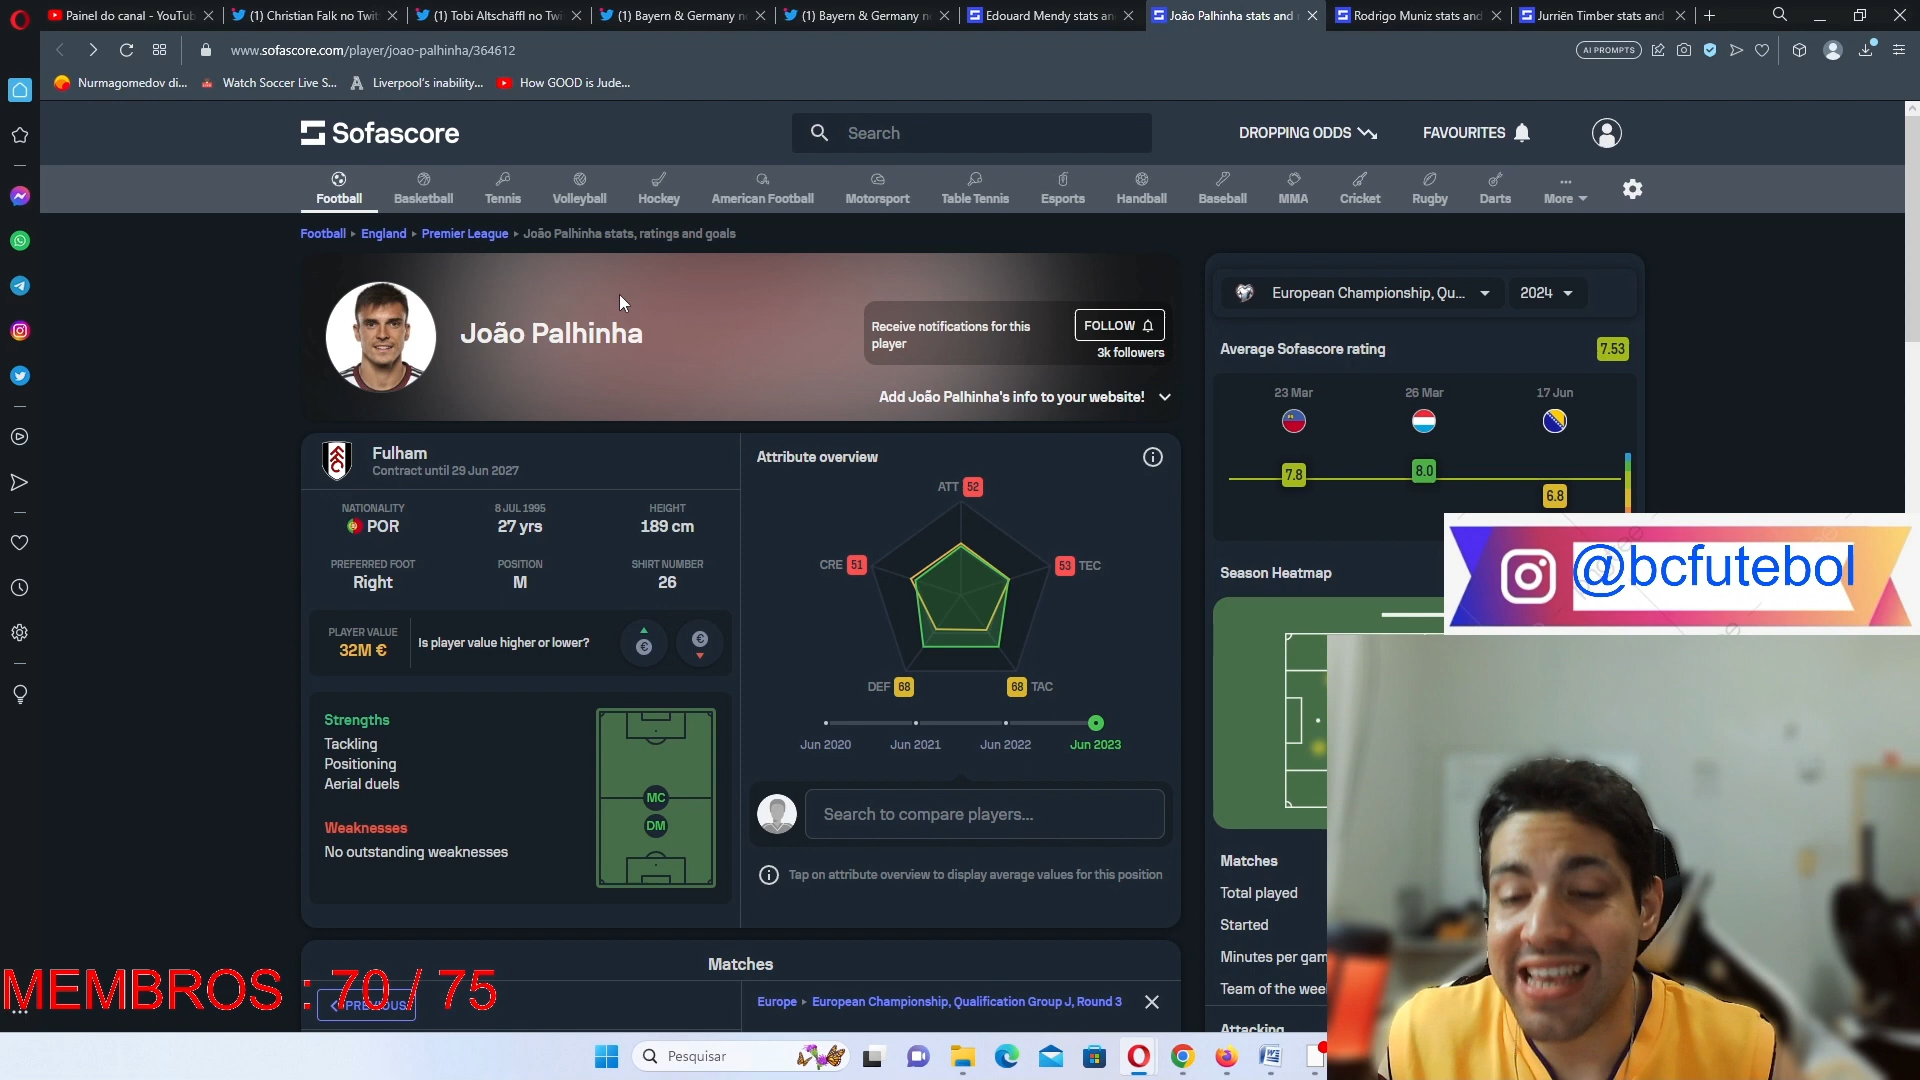 Painel do canal - YouTub
(1) Christian Falk no Twit
(1) Tobi Altschäffl no Twi
(1) Bayern & Germany n
(1) Bayern & Germany n
Edouard Mendy stats an
João Palhinha stats and
Rodrigo Muniz stats and
Jurriën Timber stats and
www.sofascore.com/player/joao-palhinha/364612
AI PROMPTS
Nurmagomedov di...
Watch Soccer Live S...
Liverpool's inability...
How GOOD is Jude...
Sofascore
Search
DROPPING ODDS
FAVOURITES
Football
Basketball
Tennis
Volleyball
Hockey
American Football
Motorsport
Table Tennis
Esports
Handball
Baseball
MMA
Cricket
Rugby
Darts
More
Football
England
Premier League
João Palhinha stats, ratings and goals
João Palhinha
Receive notifications for this
player
FOLLOW
3k followers
Add João Palhinha's info to your website!
European Championship, Qu...
2024
Average Sofascore rating
7.53
23 Mar
26 Mar
17 Jun
7.8
8.0
6.8
Fulham
Contract until 29 Jun 2027
NATIONALITY
8 JUL 1995
HEIGHT
POR
27 yrs
189 cm
PREFERRED FOOT
POSITION
SHIRT NUMBER
Right
M
26
PLAYER VALUE
32M €
Is player value higher or lower?
Strengths
Tackling
Positioning
Aerial duels
Weaknesses
No outstanding weaknesses
MC
DM
Attribute overview
ATT 52
CRE 51
53 TEC
DEF 68
68 TAC
Jun 2020
Jun 2021
Jun 2022
Jun 2023
Search to compare players...
Tap on attribute overview to display average values for this position
Season Heatmap
@bcfutebol
Matches
Total played
Started
Minutes per gam
Team of the wee
Attacking
Matches
PREVIOUS
Europe
European Championship, Qualification Group J, Round 3
MEMBROS : 70 / 75
Pesquisar